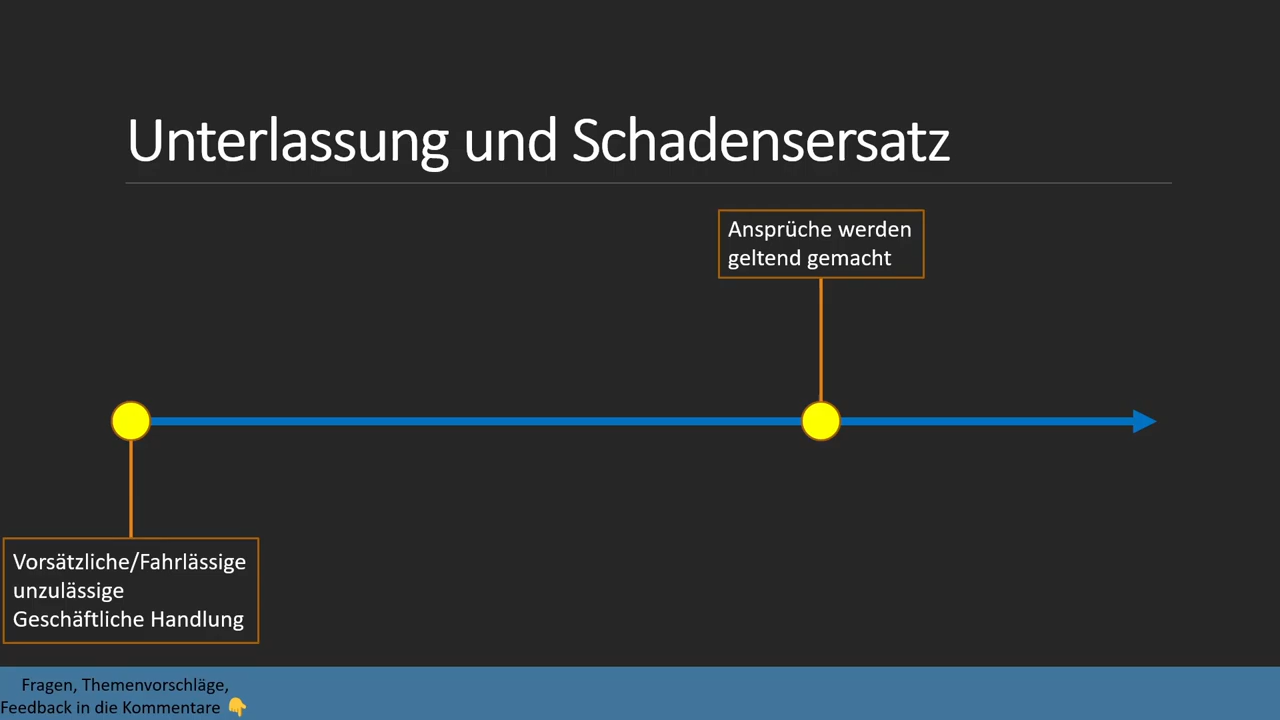 Unterlassung und Schadensersatz
Ansprüche werden
geltend gemacht
Vorsätzliche/Fahrlässige
unzulässige
Geschäftliche Handlung
Fragen, Themenvorschläge,
Feedback in die Kommentare 👇